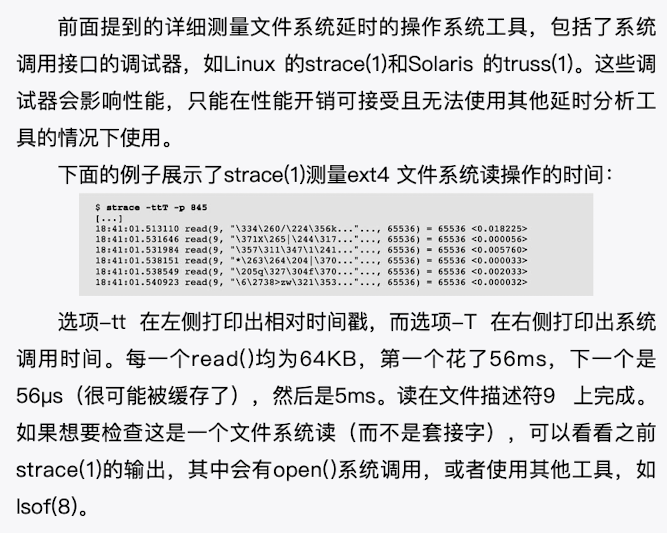 前面提到的详细测量文件系统延时的操作系统工具，包括了系统
调用接口的调试器，如Linux 的strace(1)和Solaris 的truss(1)。这些调
试器会影响性能，只能在性能开销可接受且无法使用其他延时分析工
具的情况下使用。
下面的例子展示了strace(1)测量ext4 文件系统读操作的时间：
$ strace -ttT -p 845
[...]
18:41:01.513110 read(9, "\334\260/\224\356k..."..., 65536) = 65536 <0.018225>
18:41:01.531646 read(9, "\371X\265|\244\317..."..., 65536) = 65536 <0.000056>
18:41:01.531984 read(9, "\357\311\347\1\241..."..., 65536) = 65536 <0.005760>
18:41:01.538151 read(9, "*\263\264\204|\370..."..., 65536) = 65536 <0.000033>
18:41:01.538549 read(9, "\205q\327\304f\370..."..., 65536) = 65536 <0.002033>
18:41:01.540923 read(9, "\6\2738>zw\321\353..."..., 65536) = 65536 <0.000032>
选项–tt 在左侧打印出相对时间戳，而选项–T 在右侧打印出系统
调用时间。每一个read()均为64KB，第一个花了56ms，下一个是
56μs（很可能被缓存了），然后是5ms。读在文件描述符9 上完成。
如果想要检查这是一个文件系统读（而不是套接字），可以看看之前
strace(1)的输出，其中会有open()系统调用，或者使用其他工具，如
lsof(8)。